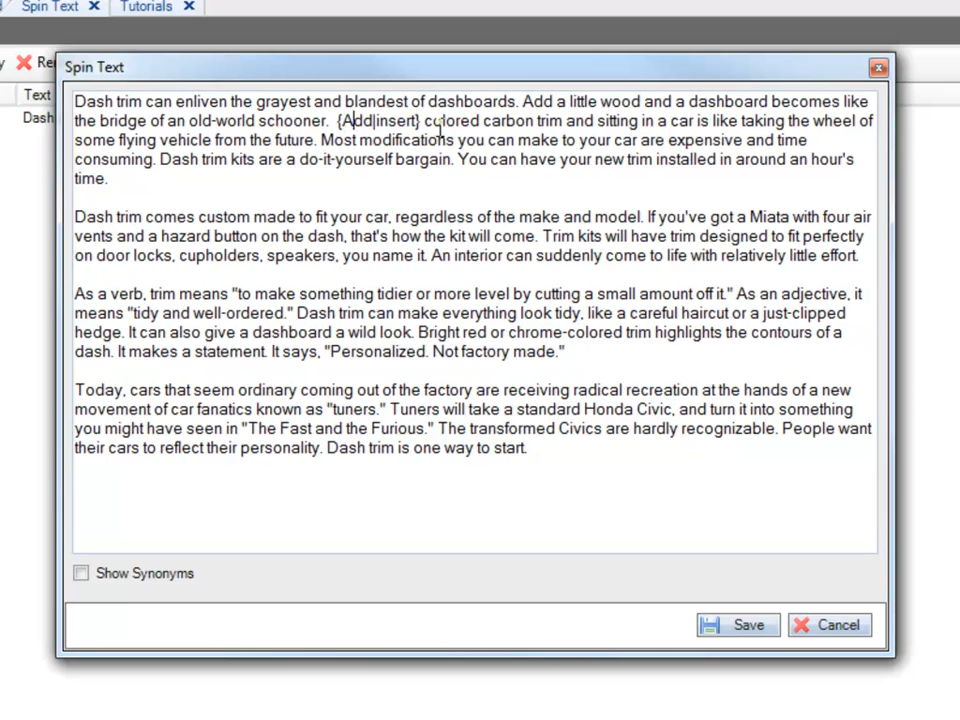 Spin Text Tutorials
Spin Text
Text
Dash
Dash trim can enliven the grayest and blandest of dashboards. Add a little wood and a dashboard becomes like
the bridge of an old-world schooner. {Add|insert} colored carbon trim and sitting in a car is like taking the wheel of
some flying vehicle from the future. Most modifications you can make to your car are expensive and time
consuming. Dash trim kits are a do-it-yourself bargain. You can have your new trim installed in around an hour's
time.
Dash trim comes custom made to fit your car, regardless of the make and model. If you've got a Miata with four air
vents and a hazard button on the dash, that's how the kit will come. Trim kits will have trim designed to fit perfectly
on door locks, cupholders, speakers, you name it. An interior can suddenly come to life with relatively little effort.
As a verb, trim means "to make something tidier or more level by cutting a small amount off it." As an adjective, it
means "tidy and well-ordered." Dash trim can make everything look tidy, like a careful haircut or a just-clipped
hedge. It can also give a dashboard a wild look. Bright red or chrome-colored trim highlights the contours of a
dash. It makes a statement. It says, "Personalized. Not factory made."
Today, cars that seem ordinary coming out of the factory are receiving radical recreation at the hands of a new
movement of car fanatics known as "tuners." Tuners will take a standard Honda Civic, and turn it into something
you might have seen in "The Fast and the Furious." The transformed Civics are hardly recognizable. People want
their cars to reflect their personality. Dash trim is one way to start.
Show Synonyms
Save Cancel